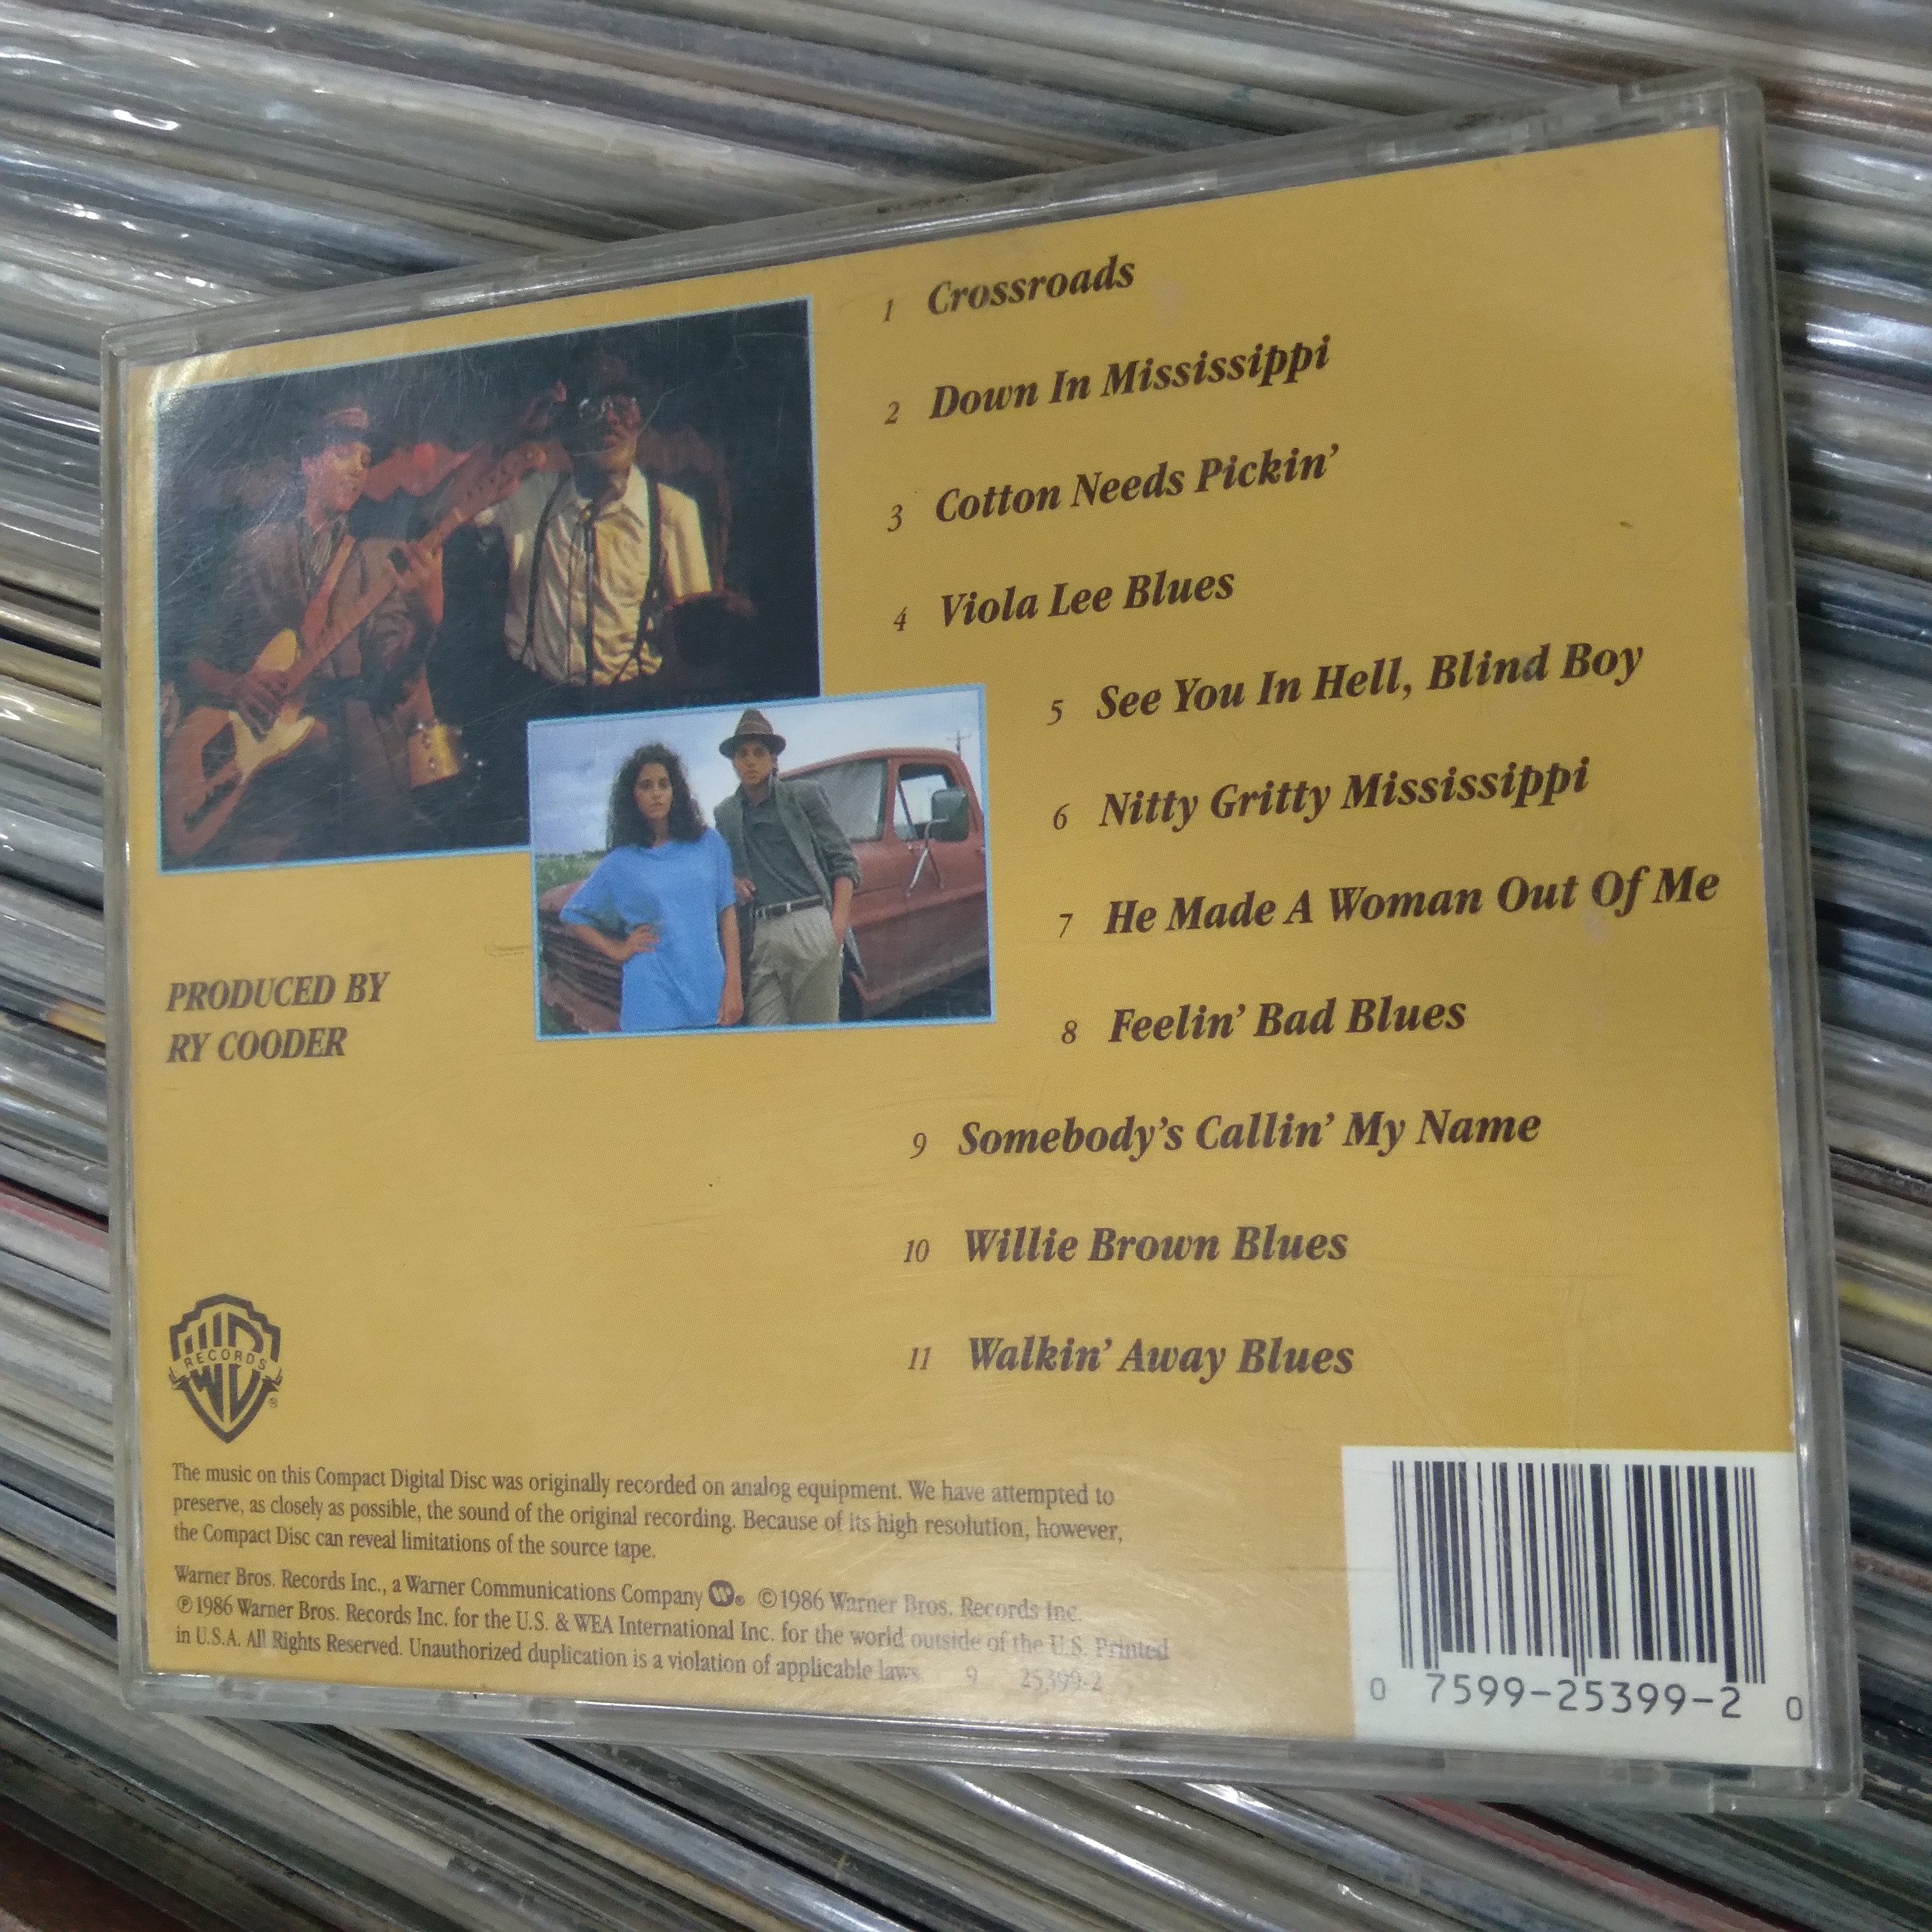 1 Crossroads
2 Down In Mississippi
3 Cotton Needs Pickin'
4 Viola Lee Blues
5 See You In Hell, Blind Boy
6 Nitty Gritty Mississippi
7 He Made A Woman Out Of Me
8 Feelin' Bad Blues
9 Somebody's Callin' My Name
10 Willie Brown Blues
11 Walkin' Away Blues
PRODUCED BY
RY COODER
RECORDS
The music on this Compact Digital Disc was originally recorded on analog equipment. We have attempted to
preserve, as closely as possible, the sound of the original recording. Because of its high resolution, however,
the Compact Disc can reveal limitations of the source tape.
Warner Bros. Records Inc., a Warner Communications Company W® ©1986 Warner Bros. Records Inc.
℗1986 Warner Bros. Records Inc. for the U.S. & WEA International Inc. for the world outside of the U.S. Printed
in U.S.A. All Rights Reserved. Unauthorized duplication is a violation of applicable laws. 9 25399-2
0 7599-25399-2 0